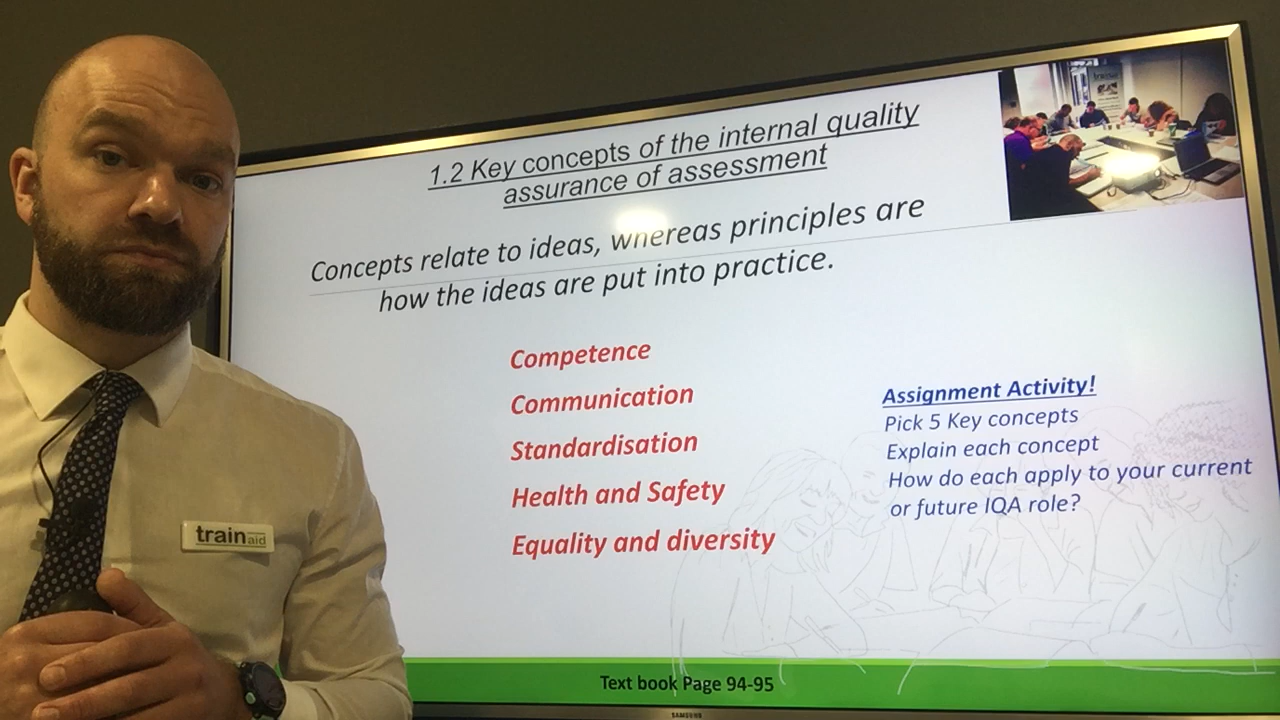 1.2 Key concepts of the internal quality
assurance of assessment
Concepts relate to ideas, whereas principles are
how the ideas are put into practice.
Competence
Communication
Standardisation
Health and Safety
Equality and diversity
Assignment Activity!
Pick 5 Key concepts
Explain each concept
How do each apply to your current
or future IQA role?
Text book Page 94-95
trainaid
SAMSUNG